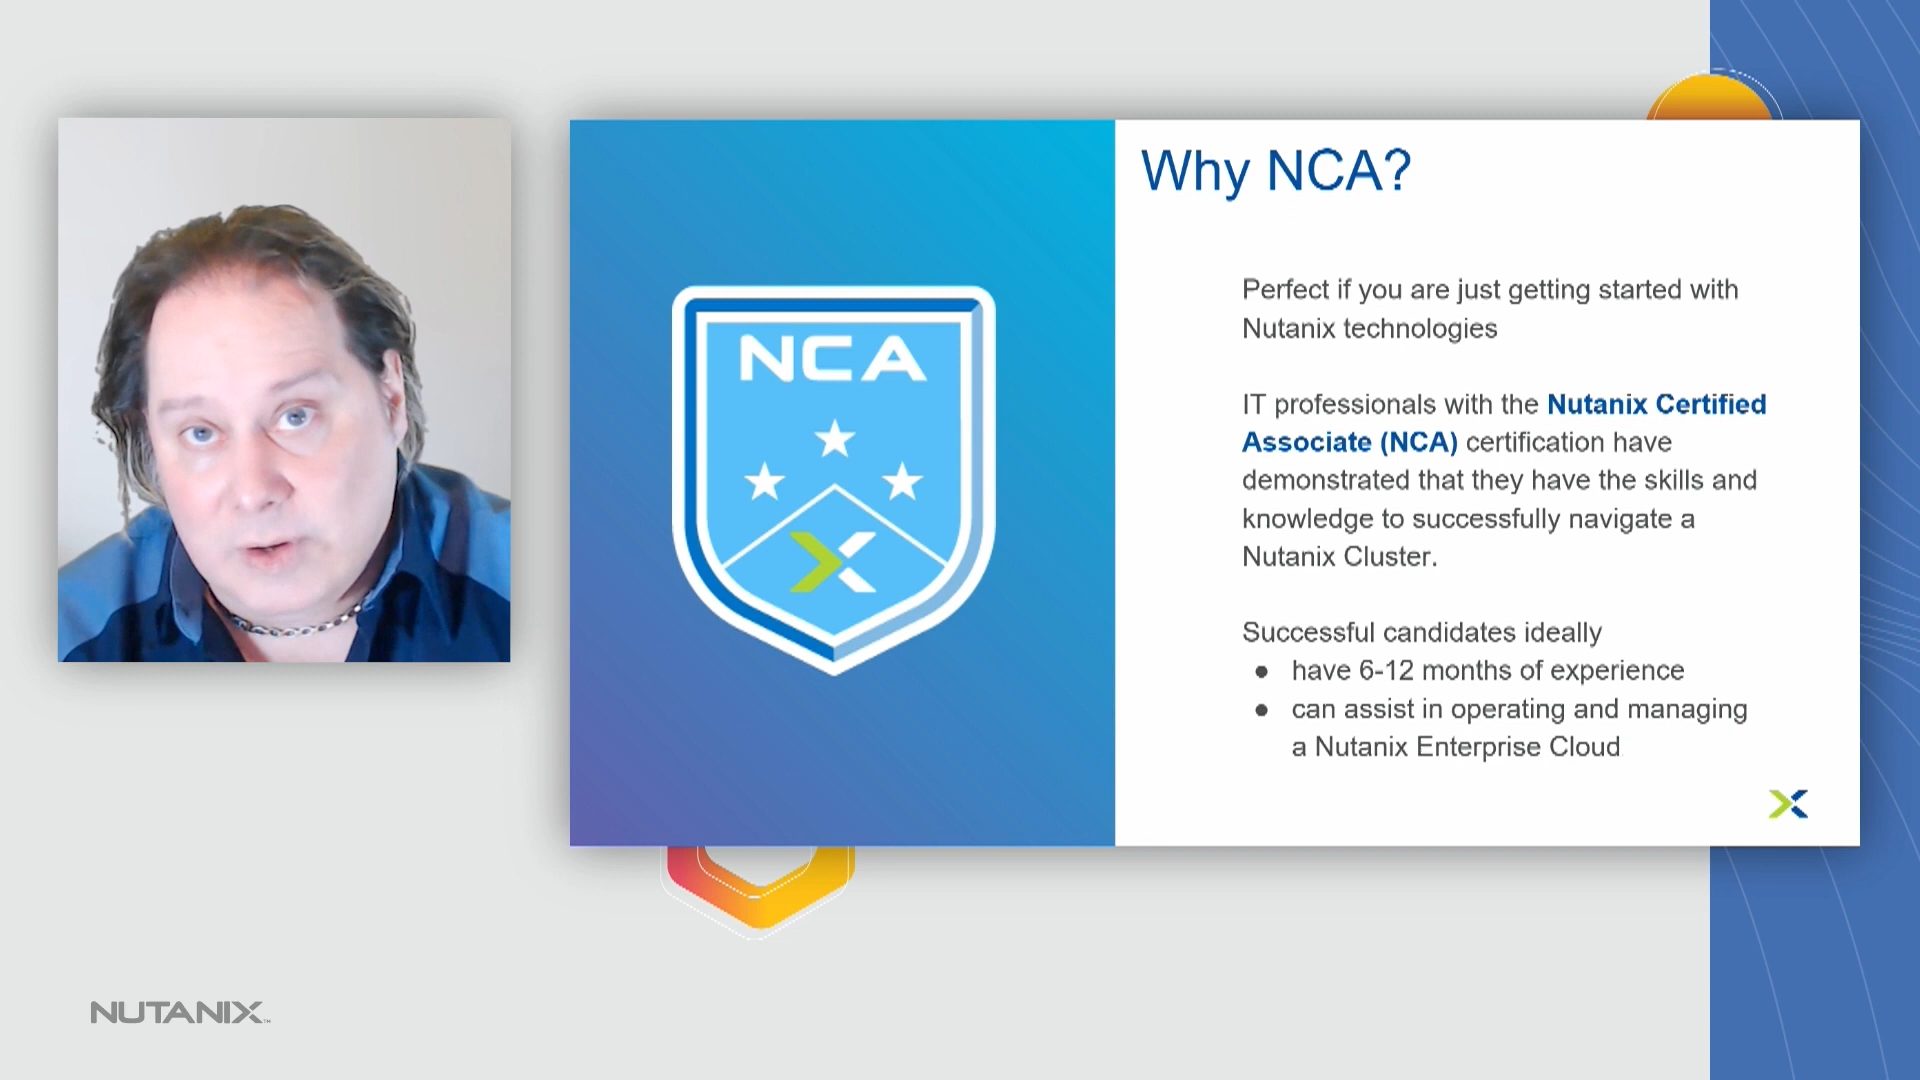 Why NCA?
NCA
Perfect if you are just getting started with
Nutanix technologies
IT professionals with the Nutanix Certified
Associate (NCA) certification have
demonstrated that they have the skills and
knowledge to successfully navigate a
Nutanix Cluster.
Successful candidates ideally
● have 6-12 months of experience
● can assist in operating and managing
a Nutanix Enterprise Cloud
NUTANIX™